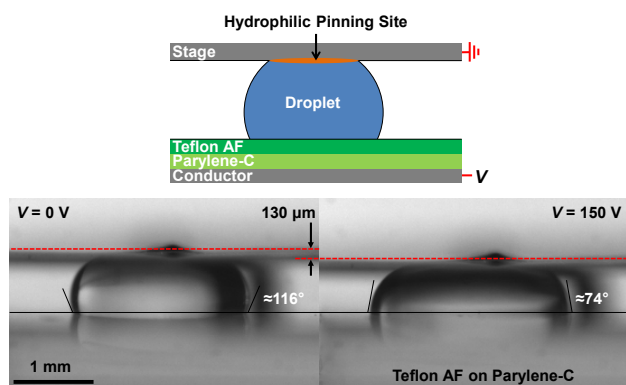 Hydrophilic Pinning Site
Stage
Droplet
Teflon AF
Parylene-C
Conductor
V
V = 0 V
130 µm
V = 150 V
≈116°
≈74°
1 mm
Teflon AF on Parylene-C